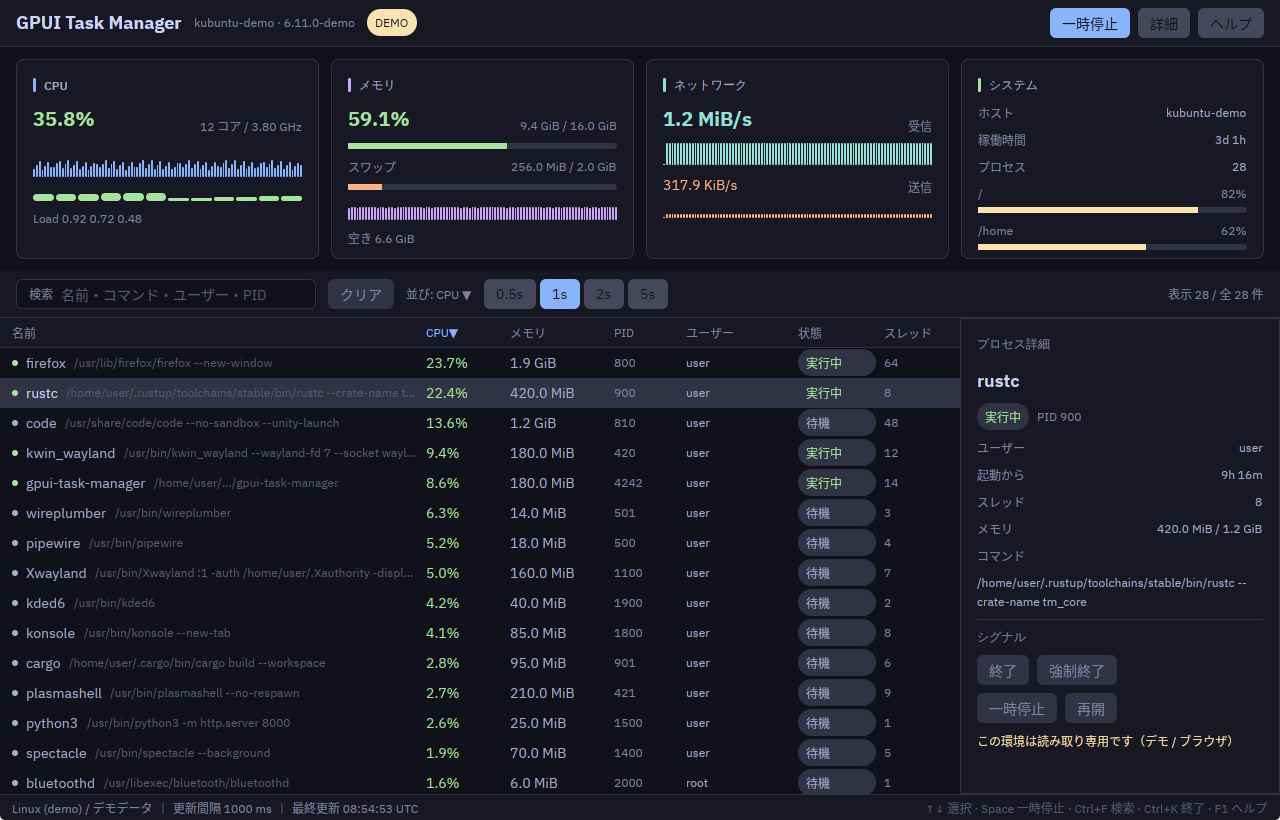 GPUI Task Manager kubuntu-demo · 6.11.0-demo DEMO 一時停止 詳細 ヘルプ
CPU
35.8% 12 コア / 3.80 GHz
Load 0.92 0.72 0.48
メモリ
59.1% 9.4 GiB / 16.0 GiB
スワップ 256.0 MiB / 2.0 GiB
空き 6.6 GiB
ネットワーク
1.2 MiB/s 受信
317.9 KiB/s 送信
システム
ホスト kubuntu-demo
稼働時間 3d 1h
プロセス 28
/ 82%
/home 62%
検索 名前・コマンド・ユーザー・PID クリア 並び: CPU ▼ 0.5s 1s 2s 5s 表示 28 / 全 28 件
名前 CPU▼ メモリ PID ユーザー 状態 スレッド
firefox /usr/lib/firefox/firefox --new-window 23.7% 1.9 GiB 800 user 実行中 64
rustc /home/user/.rustup/toolchains/stable/bin/rustc --crate-name t... 22.4% 420.0 MiB 900 user 実行中 8
code /usr/share/code/code --no-sandbox --unity-launch 13.6% 1.2 GiB 810 user 待機 48
kwin_wayland /usr/bin/kwin_wayland --wayland-fd 7 --socket wayl... 9.4% 180.0 MiB 420 user 実行中 12
gpui-task-manager /home/user/.../gpui-task-manager 8.6% 180.0 MiB 4242 user 実行中 14
wireplumber /usr/bin/wireplumber 6.3% 14.0 MiB 501 user 待機 3
pipewire /usr/bin/pipewire 5.2% 18.0 MiB 500 user 待機 4
Xwayland /usr/bin/Xwayland :1 -auth /home/user/.Xauthority -displ... 5.0% 160.0 MiB 1100 user 待機 7
kded6 /usr/bin/kded6 4.2% 40.0 MiB 1900 user 待機 2
konsole /usr/bin/konsole --new-tab 4.1% 85.0 MiB 1800 user 待機 8
cargo /home/user/.cargo/bin/cargo build --workspace 2.8% 95.0 MiB 901 user 待機 6
plasmashell /usr/bin/plasmashell --no-respawn 2.7% 210.0 MiB 421 user 待機 9
python3 /usr/bin/python3 -m http.server 8000 2.6% 25.0 MiB 1500 user 待機 1
spectacle /usr/bin/spectacle --background 1.9% 70.0 MiB 1400 user 待機 5
bluetoothd /usr/libexec/bluetooth/bluetoothd 1.6% 6.0 MiB 2000 root 待機 1
プロセス詳細
rustc
実行中 PID 900
ユーザー user
起動から 9h 16m
スレッド 8
メモリ 420.0 MiB / 1.2 GiB
コマンド
/home/user/.rustup/toolchains/stable/bin/rustc --
crate-name tm_core
シグナル
終了 強制終了
一時停止 再開
この環境は読み取り専用です（デモ / ブラウザ）
Linux (demo) / デモデータ | 更新間隔 1000 ms | 最終更新 08:54:53 UTC ↑↓ 選択 · Space 一時停止 · Ctrl+F 検索 · Ctrl+K 終了 · F1 ヘルプ